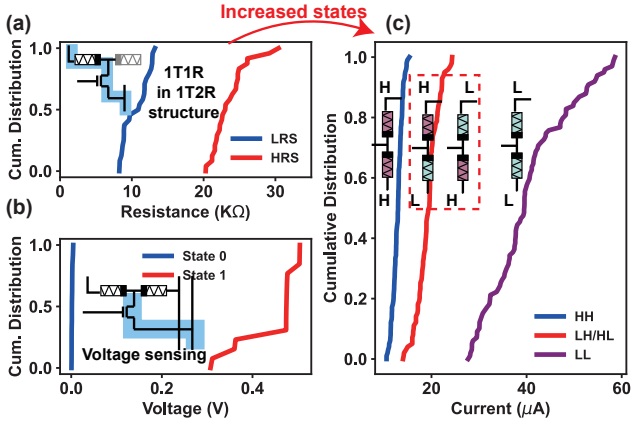 Increased states
(a)
Cum. Distribution
1.0
0.5
0.0
1T1R
in 1T2R
structure
LRS
HRS
0
10
20
30
Resistance (KΩ)
(b)
Cum. Distribution
1.0
0.5
0.0
State 0
State 1
Voltage sensing
0.0
0.2
0.4
Voltage (V)
(c)
Cumulative Distribution
1.0
0.8
0.6
0.4
0.2
0.0
H
H
L
L
H
L
H
L
HH
LH/HL
LL
20
40
60
Current (μA)